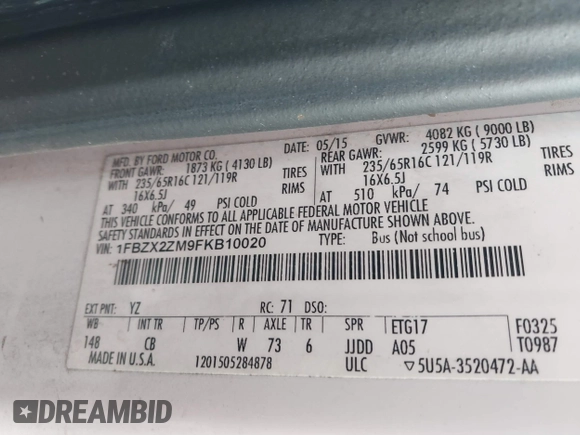 MFD. BY FORD MOTOR CO. DATE: 05/15 GVWR: 4082 KG ( 9000 LB)
FRONT GAWR: 1873 KG ( 4130 LB) REAR GAWR: 2599 KG ( 5730 LB)
WITH 235/65R16C 121/119R TIRES WITH 235/65R16C 121/119R TIRES
16X6.5J RIMS 16X6.5J RIMS
AT 340 kPa/ 49 PSI COLD AT 510 kPa/ 74 PSI COLD
THIS VEHICLE CONFORMS TO ALL APPLICABLE FEDERAL MOTOR VEHICLE
SAFETY STANDARDS IN EFFECT ON THE DATE OF MANUFACTURE SHOWN ABOVE.
VIN: 1FBZX2ZM9FKB10020 TYPE: Bus (Not school bus)
EXT PNT: YZ RC: 71 DSO:
WB INT TR TP/PS R AXLE TR SPR ETG17 F0325
148 CB W 73 6 JJDD A05 T0987
MADE IN U.S.A. 1201505284878 ULC ▽5U5A-3520472-AA
DREAMBID